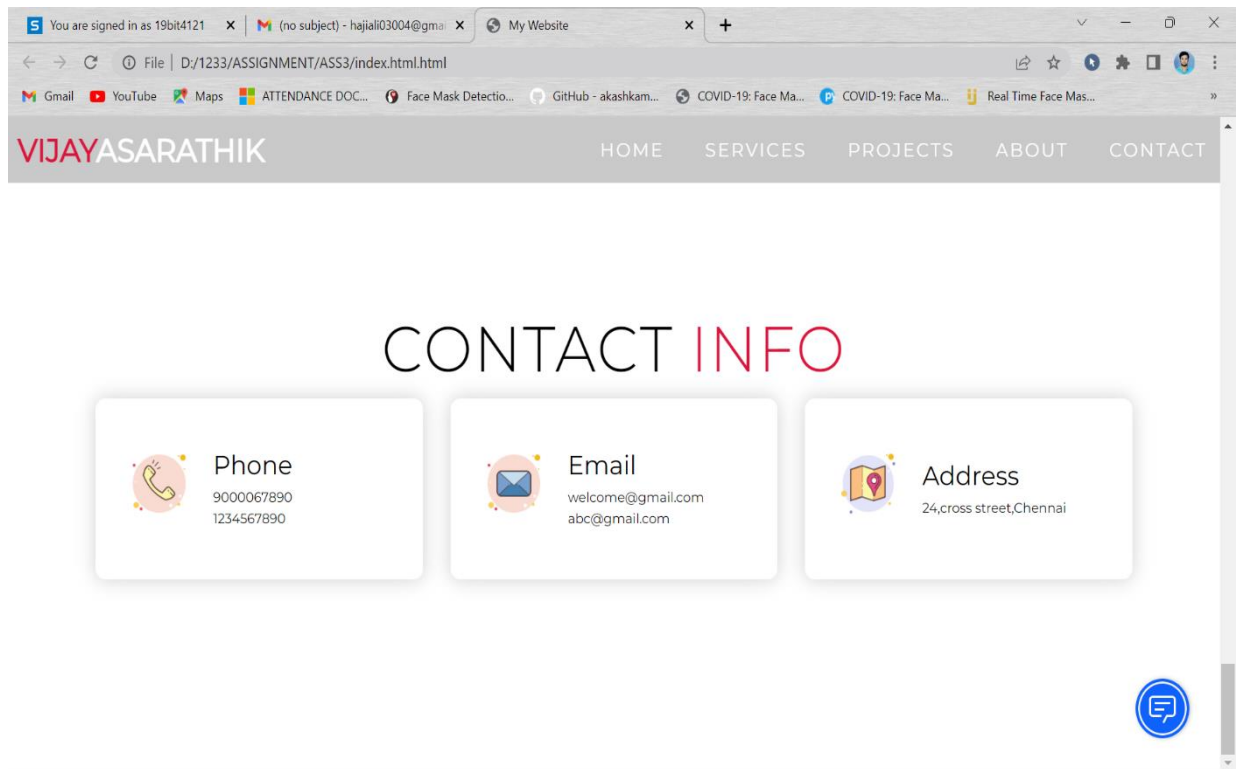 S You are signed in as 19bit4121
(no subject) - hajiali03004@gmai
My Website
File | D:/1233/ASSIGNMENT/ASS3/index.html.html
Gmail YouTube Maps ATTENDANCE DOC... Face Mask Detectio... GitHub - akashkam... COVID-19: Face Ma... COVID-19: Face Ma... Real Time Face Mas... »
VIJAYASARATHIK HOME SERVICES PROJECTS ABOUT CONTACT
CONTACT INFO
Phone
9000067890
1234567890
Email
welcome@gmail.com
abc@gmail.com
Address
24,cross street,Chennai